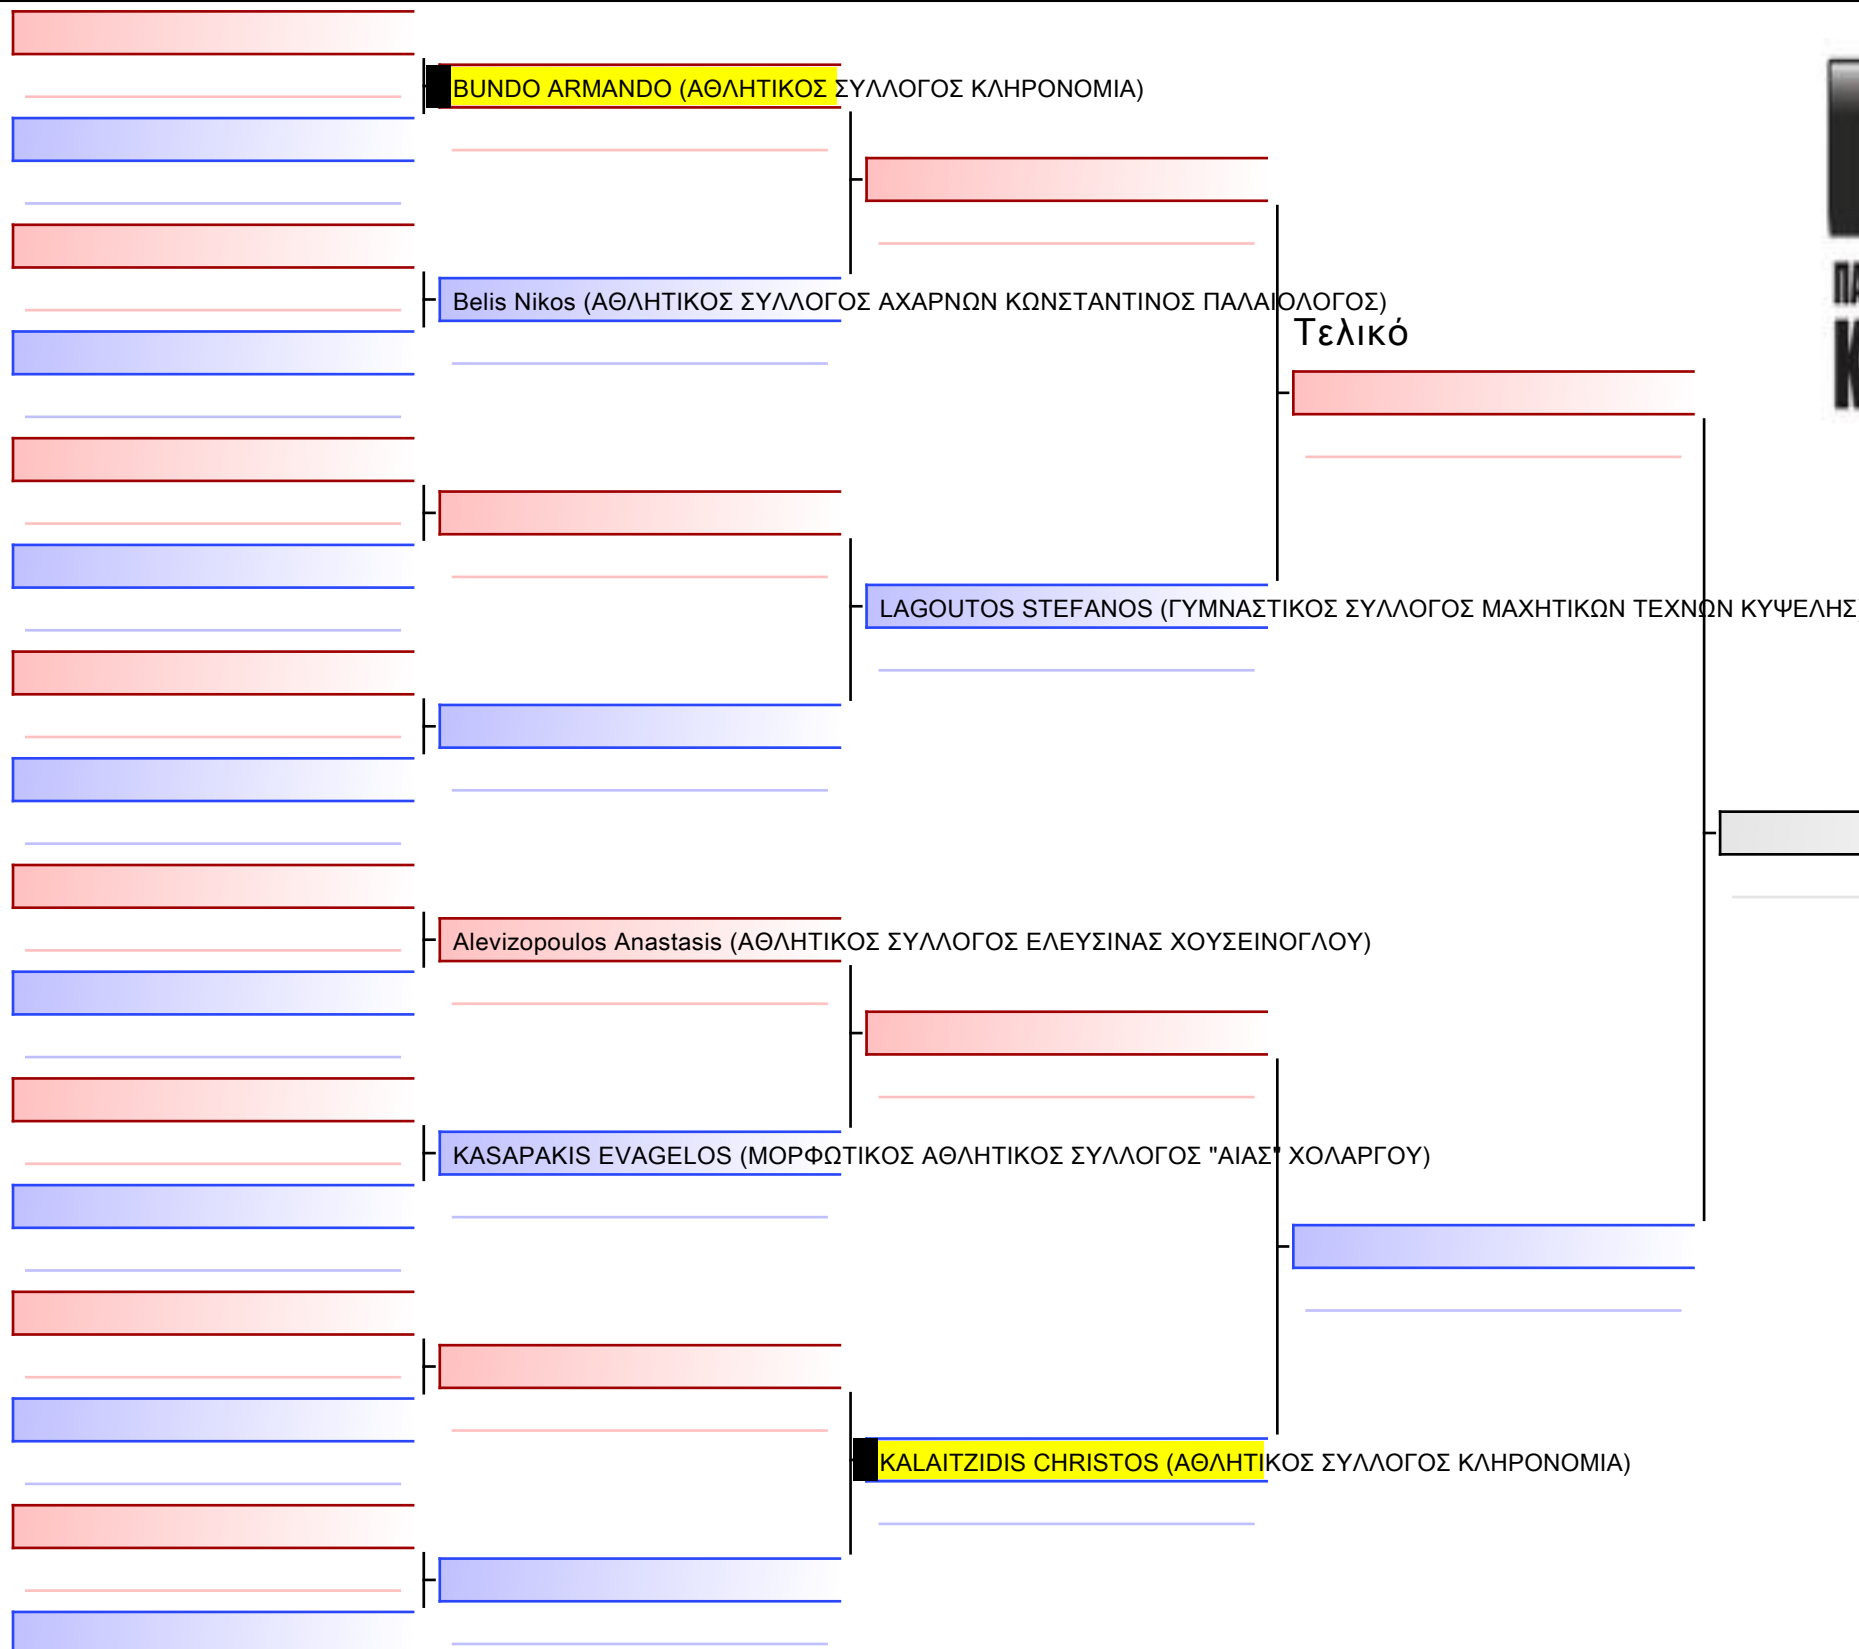 BUNDO ARMANDO (ΑΘΛΗΤΙΚΟΣ ΣΥΛΛΟΓΟΣ ΚΛΗΡΟΝΟΜΙΑ)
Belis Nikos (ΑΘΛΗΤΙΚΟΣ ΣΥΛΛΟΓΟΣ ΑΧΑΡΝΩΝ ΚΩΝΣΤΑΝΤΙΝΟΣ ΠΑΛΑΙΟΛΟΓΟΣ)
Τελικό
LAGOUTOS STEFANOS (ΓΥΜΝΑΣΤΙΚΟΣ ΣΥΛΛΟΓΟΣ ΜΑΧΗΤΙΚΩΝ ΤΕΧΝΩΝ ΚΥΨΕΛΗΣ)
Alevizopoulos Anastasis (ΑΘΛΗΤΙΚΟΣ ΣΥΛΛΟΓΟΣ ΕΛΕΥΣΙΝΑΣ ΧΟΥΣΕΙΝΟΓΛΟΥ)
KASAPAKIS EVAGELOS (ΜΟΡΦΩΤΙΚΟΣ ΑΘΛΗΤΙΚΟΣ ΣΥΛΛΟΓΟΣ "ΑΙΑΣ" ΧΟΛΑΡΓΟΥ)
KALAITZIDIS CHRISTOS (ΑΘΛΗΤΙΚΟΣ ΣΥΛΛΟΓΟΣ ΚΛΗΡΟΝΟΜΙΑ)